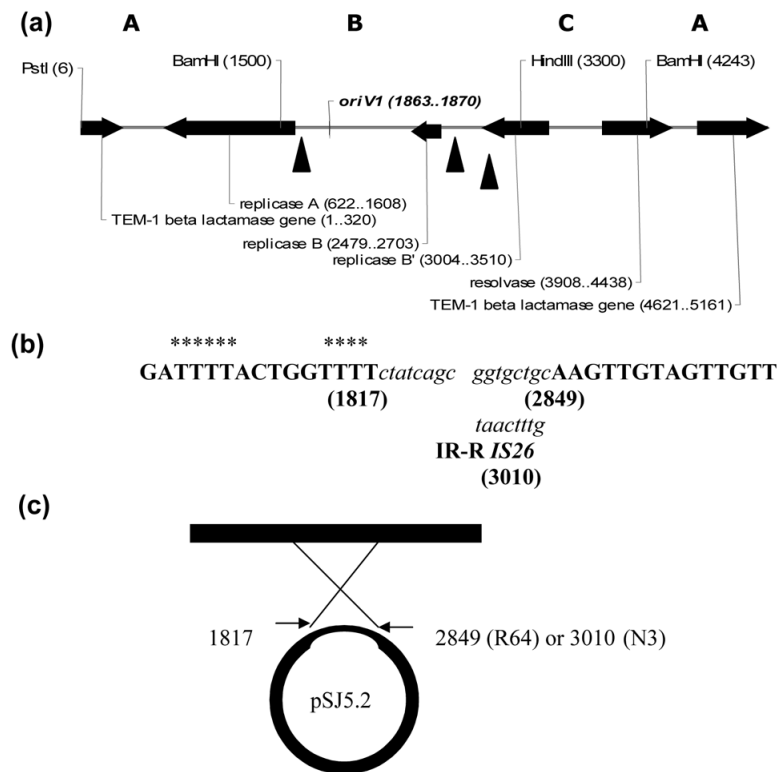 (a)
A B C A
PstI (6)
BamHI (1500)
HindIII (3300)
BamHI (4243)
oriV1 (1863..1870)
replicase A (622..1608)
TEM-1 beta lactamase gene (1..320)
replicase B (2479..2703)
replicase B' (3004..3510)
resolvase (3908..4438)
TEM-1 beta lactamase gene (4621..5161)
(b)
****** ****
GATTTTACTGGTTTTctatcagc ggtgctgcAAGTTGTAGTTGTT
(1817) (2849)
taactttg
IR-R IS26
(3010)
(c)
1817
2849 (R64) or 3010 (N3)
pSJ5.2